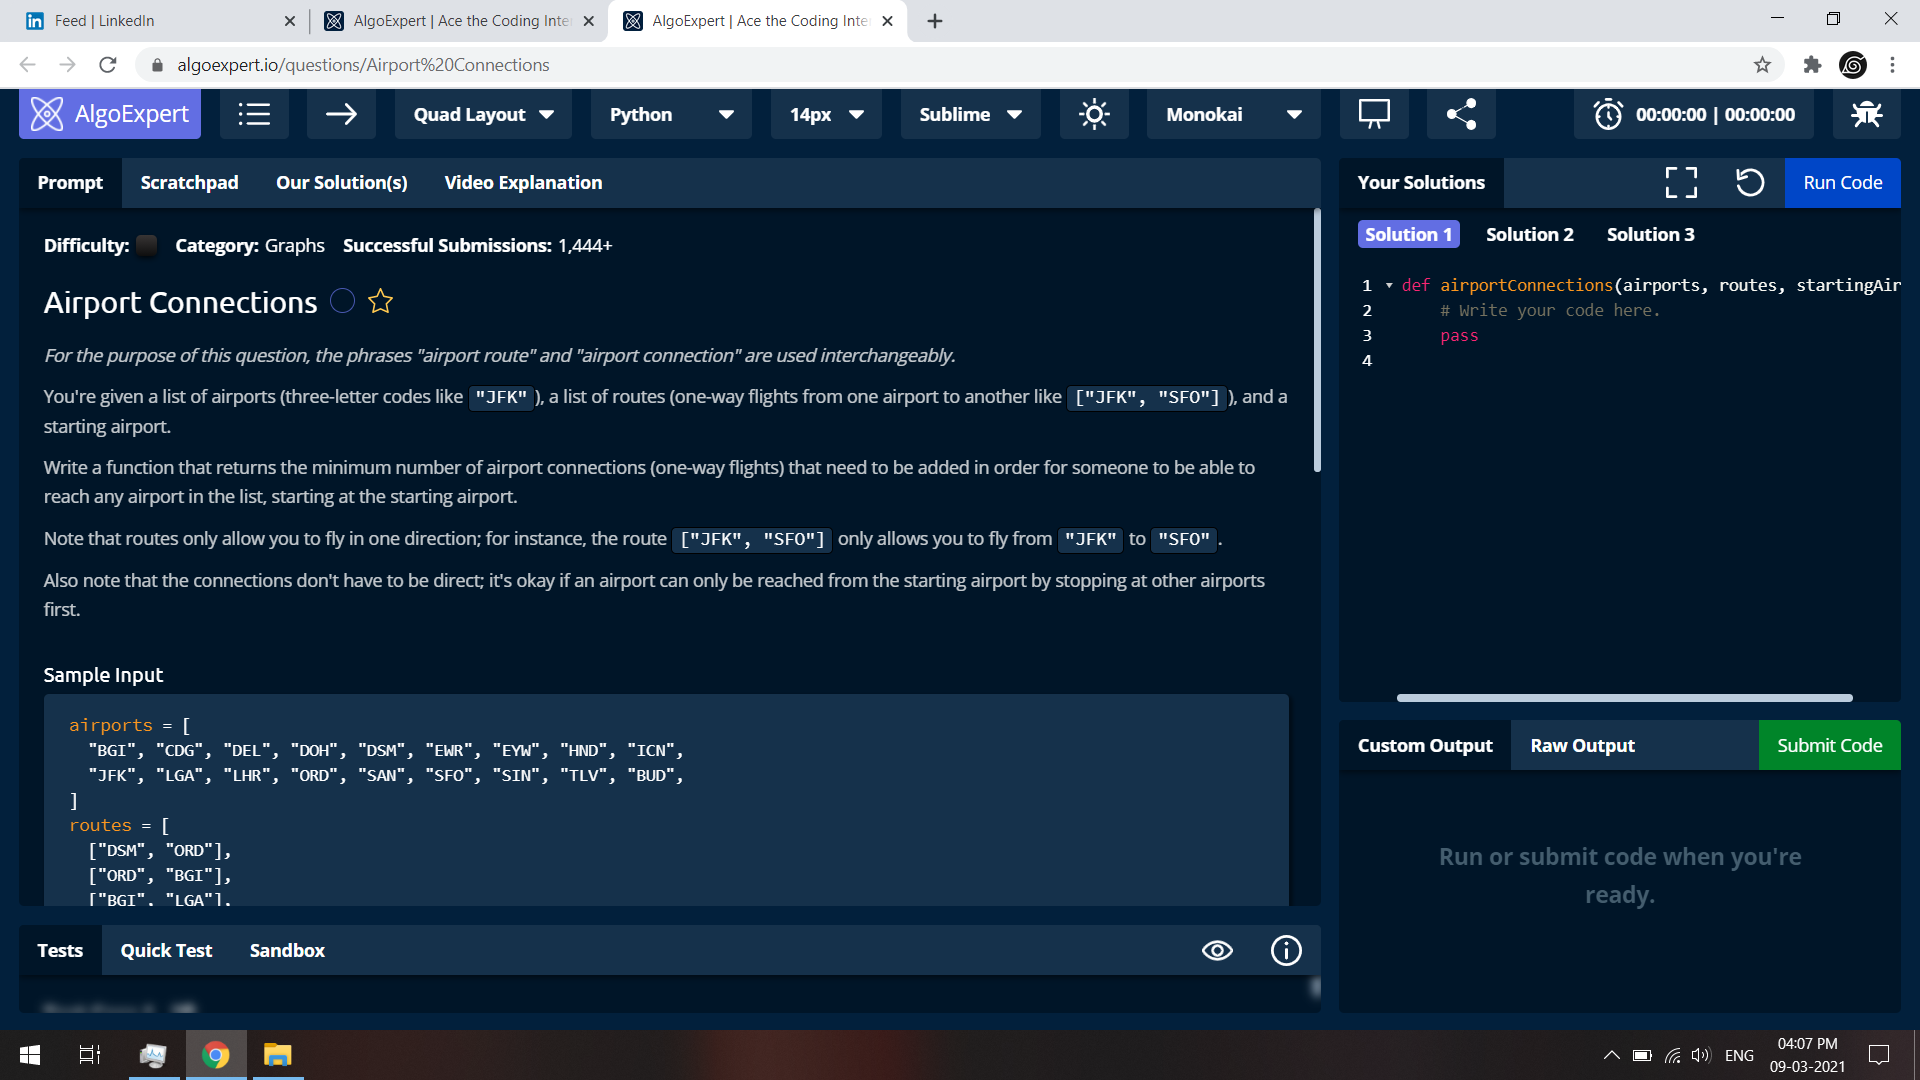 Feed | LinkedIn
AlgoExpert | Ace the Coding Inte
AlgoExpert | Ace the Coding Inte
algoexpert.io/questions/Airport%20Connections
AlgoExpert
Quad Layout
Python
14px
Sublime
Monokai
00:00:00 | 00:00:00
Prompt
Scratchpad
Our Solution(s)
Video Explanation
Difficulty: Category: Graphs Successful Submissions: 1,444+
Airport Connections
For the purpose of this question, the phrases "airport route" and "airport connection" are used interchangeably.
You're given a list of airports (three-letter codes like "JFK" ), a list of routes (one-way flights from one airport to another like ["JFK", "SFO"] ), and a
starting airport.
Write a function that returns the minimum number of airport connections (one-way flights) that need to be added in order for someone to be able to
reach any airport in the list, starting at the starting airport.
Note that routes only allow you to fly in one direction; for instance, the route ["JFK", "SFO"] only allows you to fly from "JFK" to "SFO" .
Also note that the connections don't have to be direct; it's okay if an airport can only be reached from the starting airport by stopping at other airports
first.
Sample Input
airports = [
"BGI", "CDG", "DEL", "DOH", "DSM", "EWR", "EYW", "HND", "ICN",
"JFK", "LGA", "LHR", "ORD", "SAN", "SFO", "SIN", "TLV", "BUD",
]
routes = [
["DSM", "ORD"],
["ORD", "BGI"],
["BGI", "LGA"],
Tests
Quick Test
Sandbox
Your Solutions
Run Code
Solution 1
Solution 2
Solution 3
1 def airportConnections(airports, routes, startingAir
2 # Write your code here.
3 pass
4
Custom Output
Raw Output
Submit Code
Run or submit code when you're
ready.
ENG
04:07 PM
09-03-2021